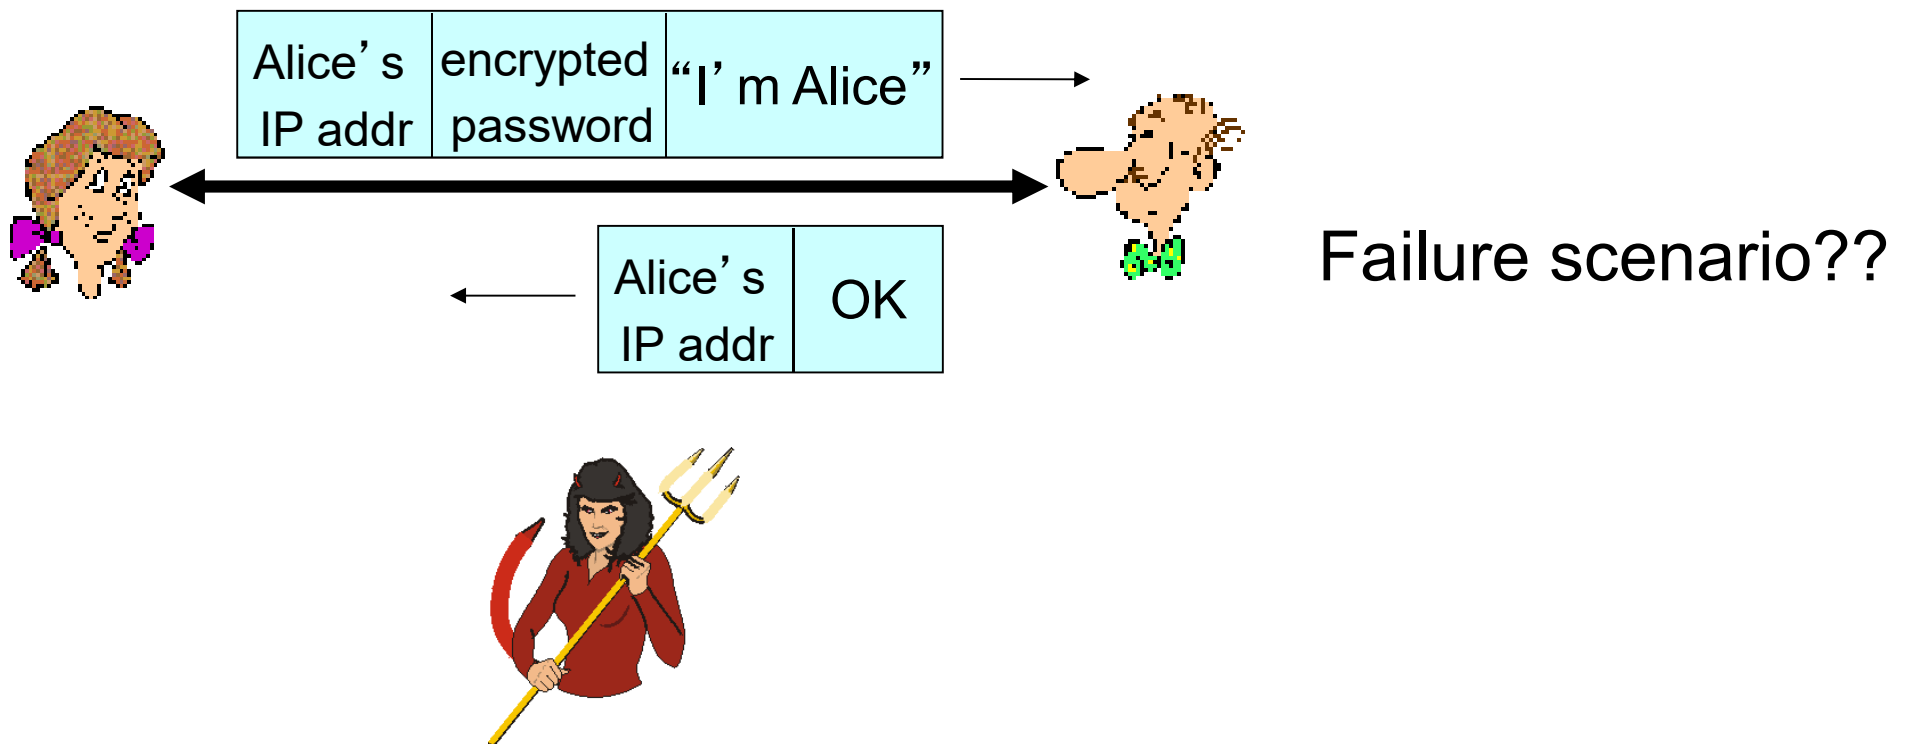 Alice’s
IP addr
encrypted
password
“I’m Alice”
Alice’s
IP addr
OK
Failure scenario??